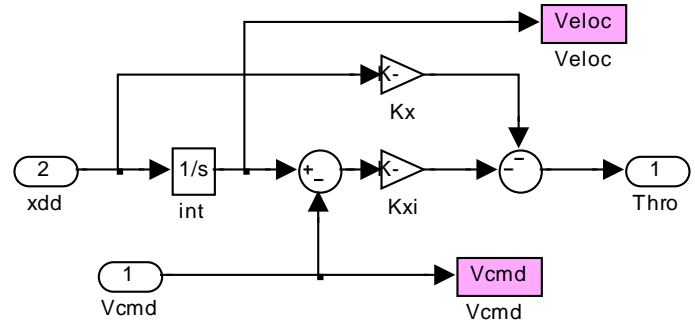 Veloc
Veloc
K-
Kx
2
xdd
1/s
int
+
−
K-
Kxi
−
−
1
Thro
1
Vcmd
Vcmd
Vcmd